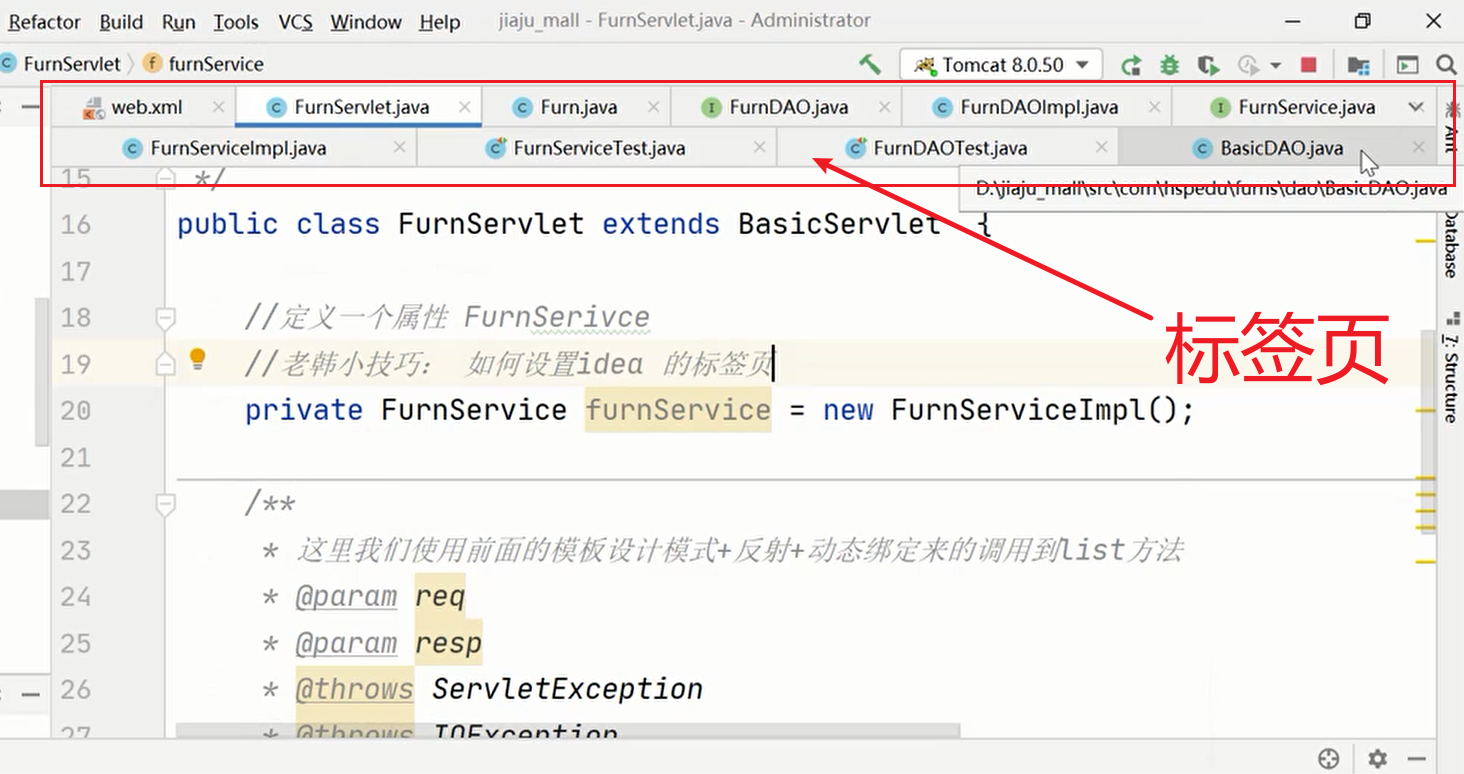 Refactor Build Run Tools VCS Window Help jiaju_mall - FurnServlet.java - Administrator
FurnServlet furnService Tomcat 8.0.50
web.xml FurnServlet.java Furn.java FurnDAO.java FurnDAOImpl.java FurnService.java
FurnServiceImpl.java FurnServiceTest.java FurnDAOTest.java BasicDAO.java
Ant
D:\jiaju_mall\src\com\hspedu\furns\dao\BasicDAO.java
15 */
16 public class FurnServlet extends BasicServlet {
Database
17
18 //定义一个属性 FurnSerivce
标签页
19 //老韩小技巧： 如何设置idea 的标签页
7: Structure
20 private FurnService furnService = new FurnServiceImpl();
21
22 /**
23 * 这里我们使用前面的模板设计模式+反射+动态绑定来的调用到list方法
24 * @param req
25 * @param resp
26 * @throws ServletException
27 * @throws IOException